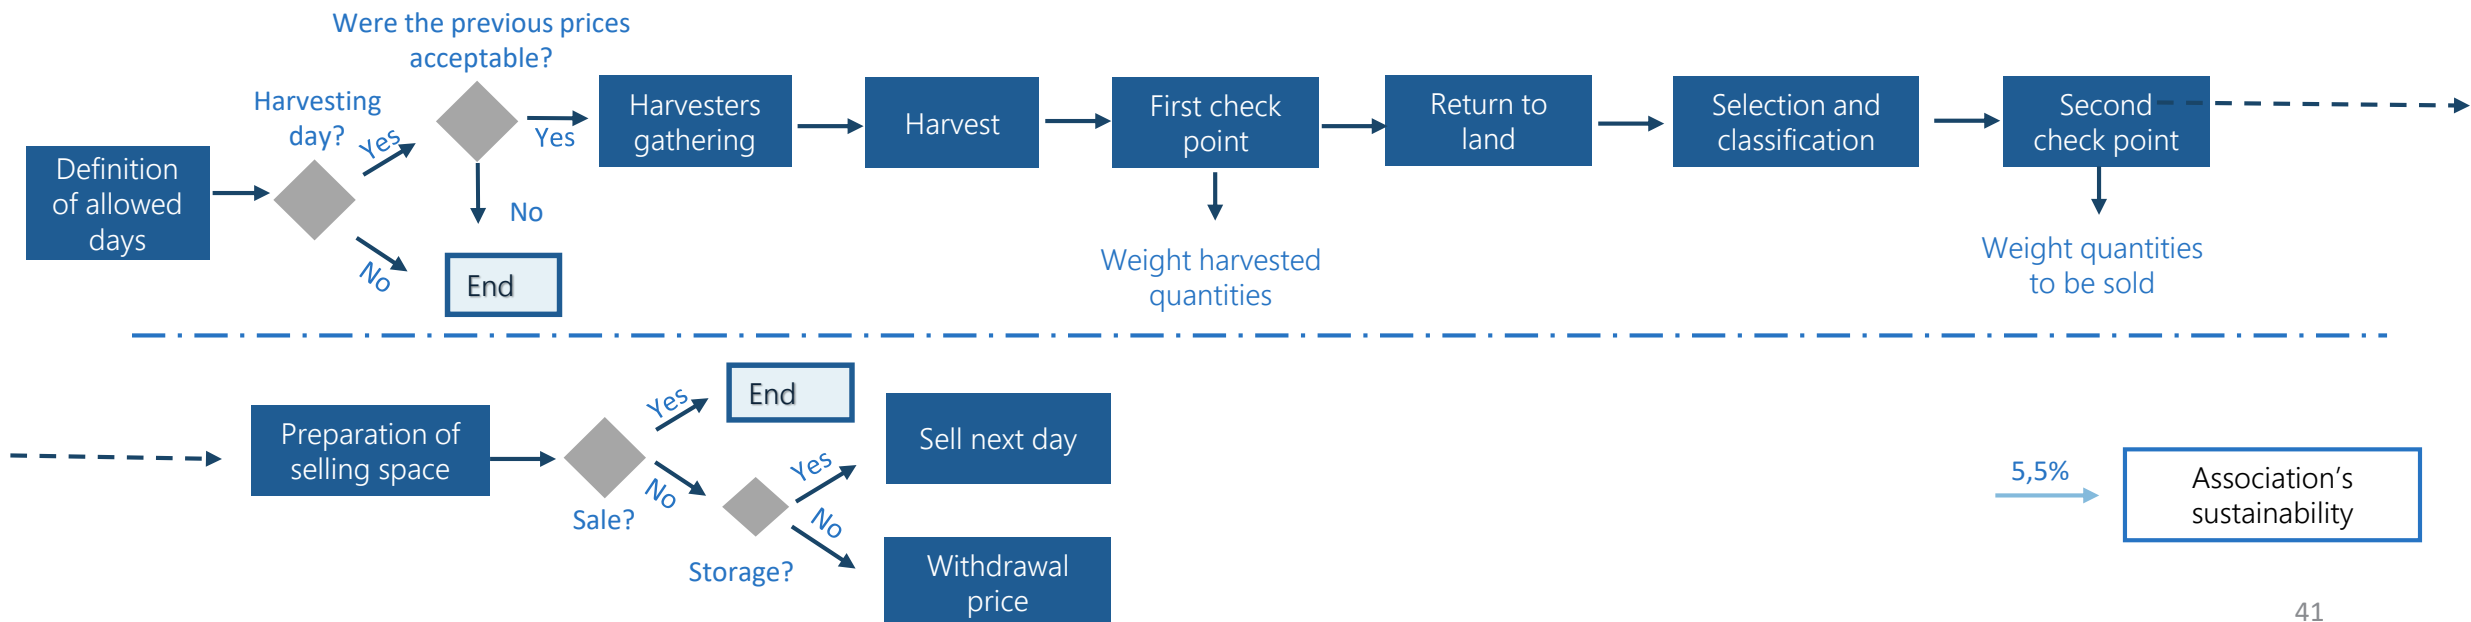 Were the previous prices
acceptable?
Harvesting
day?
Yes
Yes
No
No
Definition
of allowed
days
End
Harvesters
gathering
Harvest
First check
point
Return to
land
Selection and
classification
Second
check point
Weight harvested
quantities
Weight quantities
to be sold
Preparation of
selling space
Sale?
Yes
No
End
Storage?
Yes
No
Sell next day
Withdrawal
price
5,5%
Association's
sustainability
41